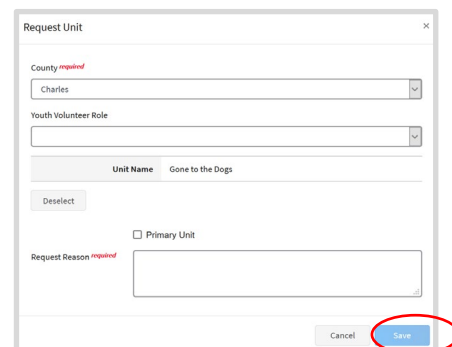 Request Unit ×
County required
Charles
Youth Volunteer Role
Unit Name Gone to the Dogs
Deselect
Primary Unit
Request Reason required
Cancel Save